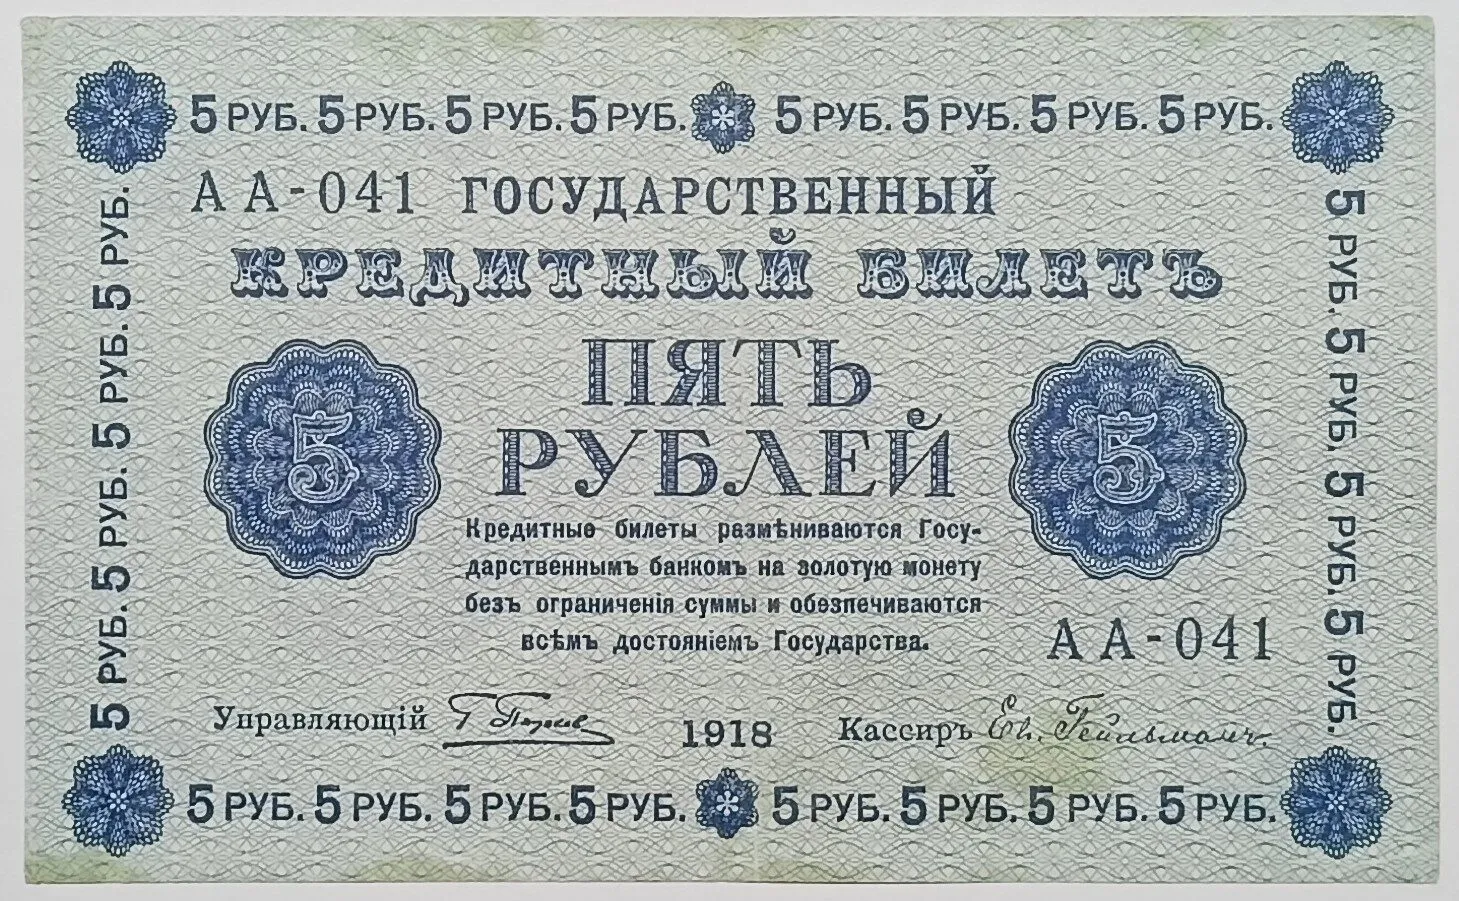 5 РУБ. 5 РУБ. 5 РУБ. 5 РУБ. 5 РУБ. 5 РУБ. 5 РУБ. 5 РУБ.
АА-041 ГОСУДАРСТВЕННЫЙ
КРЕДИТНЫЙ БИЛЕТЪ
ПЯТЬ
РУБЛЕЙ
5
5
Кредитные билеты размѣниваются Госу-
дарственнымъ банкомъ на золотую монету
безъ ограниченія суммы и обезпечиваются
всѣмъ достояніемъ Государства.
АА-041
Управляющій
1918
Кассиръ Ев. Гейльманъ.
5 РУБ. 5 РУБ. 5 РУБ. 5 РУБ. 5 РУБ. 5 РУБ. 5 РУБ. 5 РУБ.
5 РУБ. 5 РУБ. 5 РУБ. 5 РУБ.
5 РУБ. 5 РУБ. 5 РУБ. 5 РУБ.